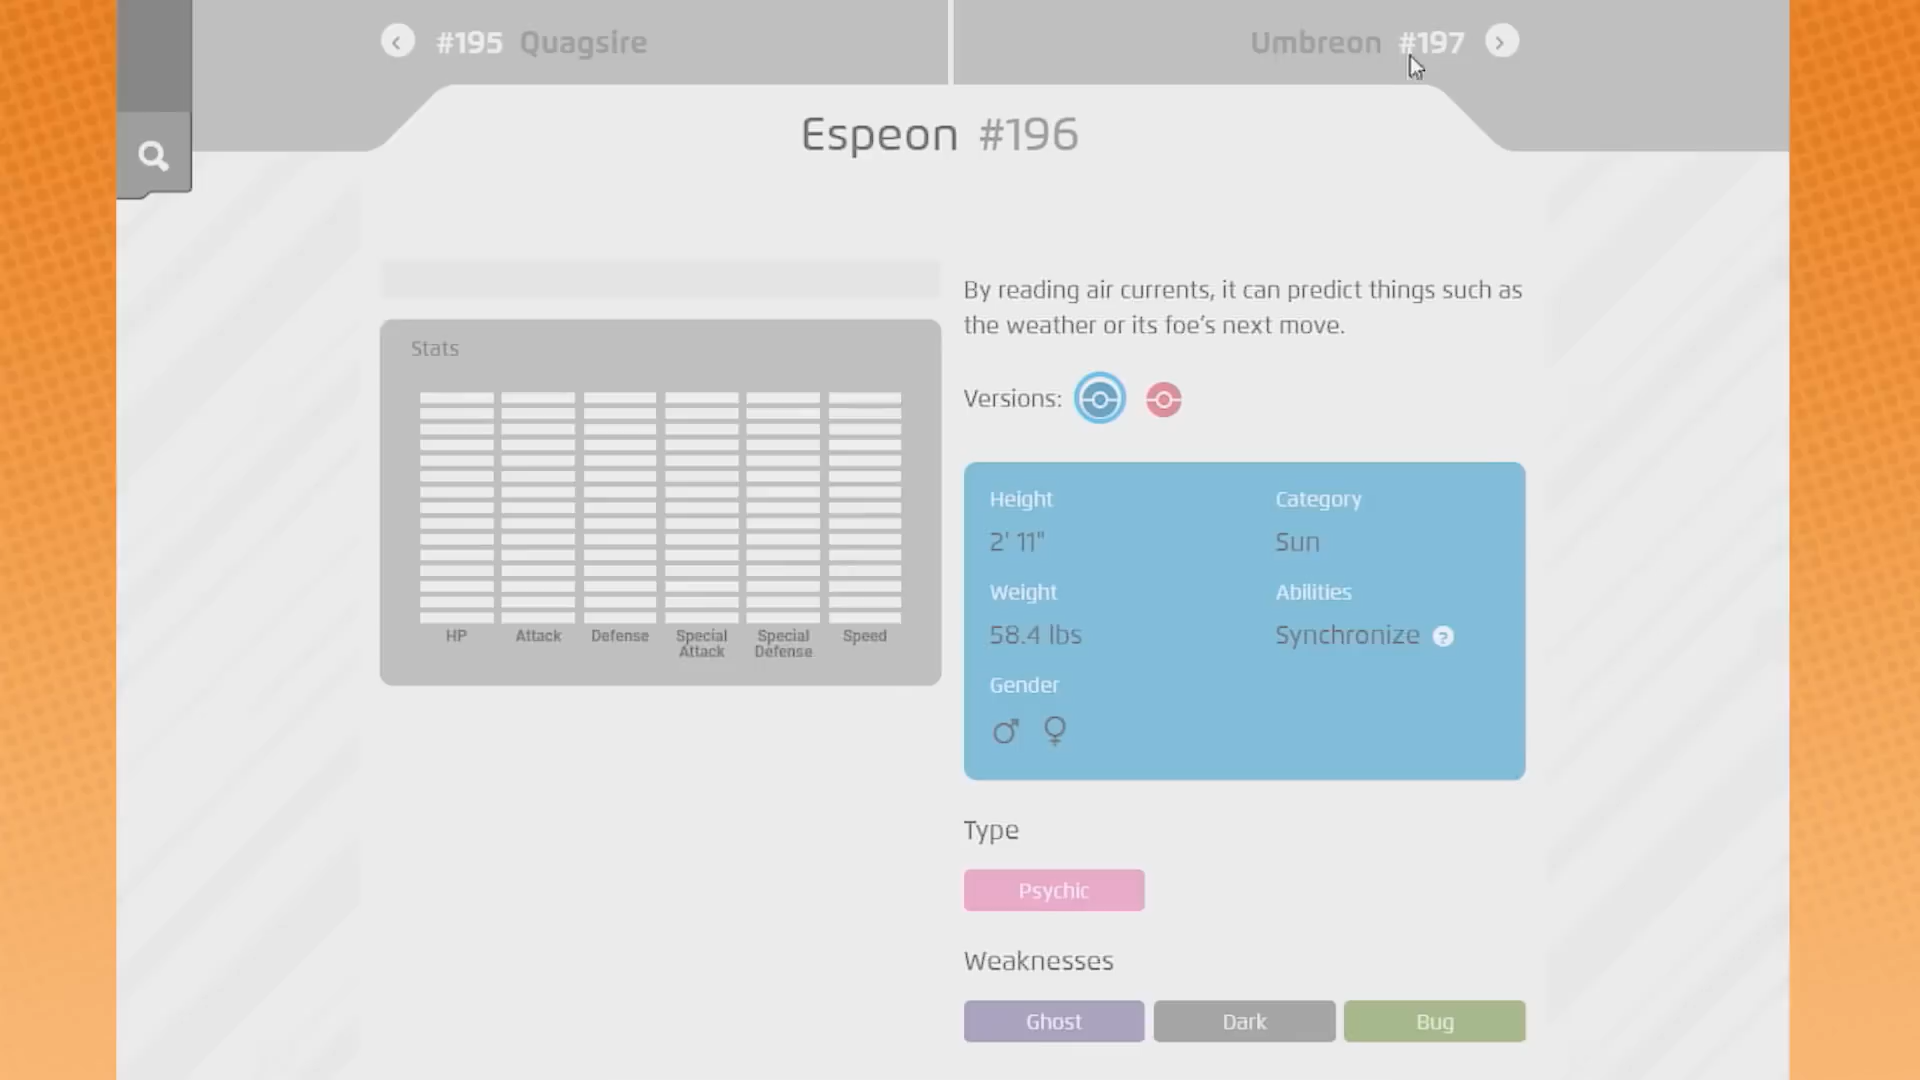 #195 Quagsire
Umbreon #197
Espeon #196
By reading air currents, it can predict things such as
the weather or its foe's next move.
Versions:
Stats
HP
Attack
Defense
Special
Attack
Special
Defense
Speed
Height
2' 11"
Category
Sun
Weight
58.4 lbs
Abilities
Synchronize ?
Gender
Type
Psychic
Weaknesses
Ghost
Dark
Bug